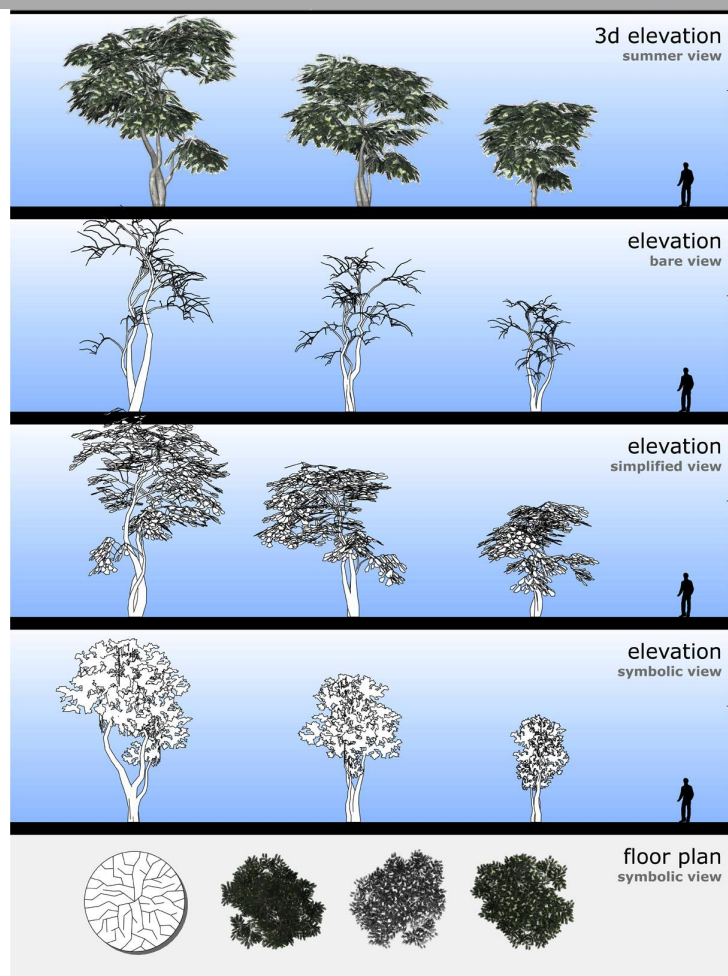 3d elevation
summer view
elevation
bare view
elevation
simplified view
elevation
symbolic view
floor plan
symbolic view